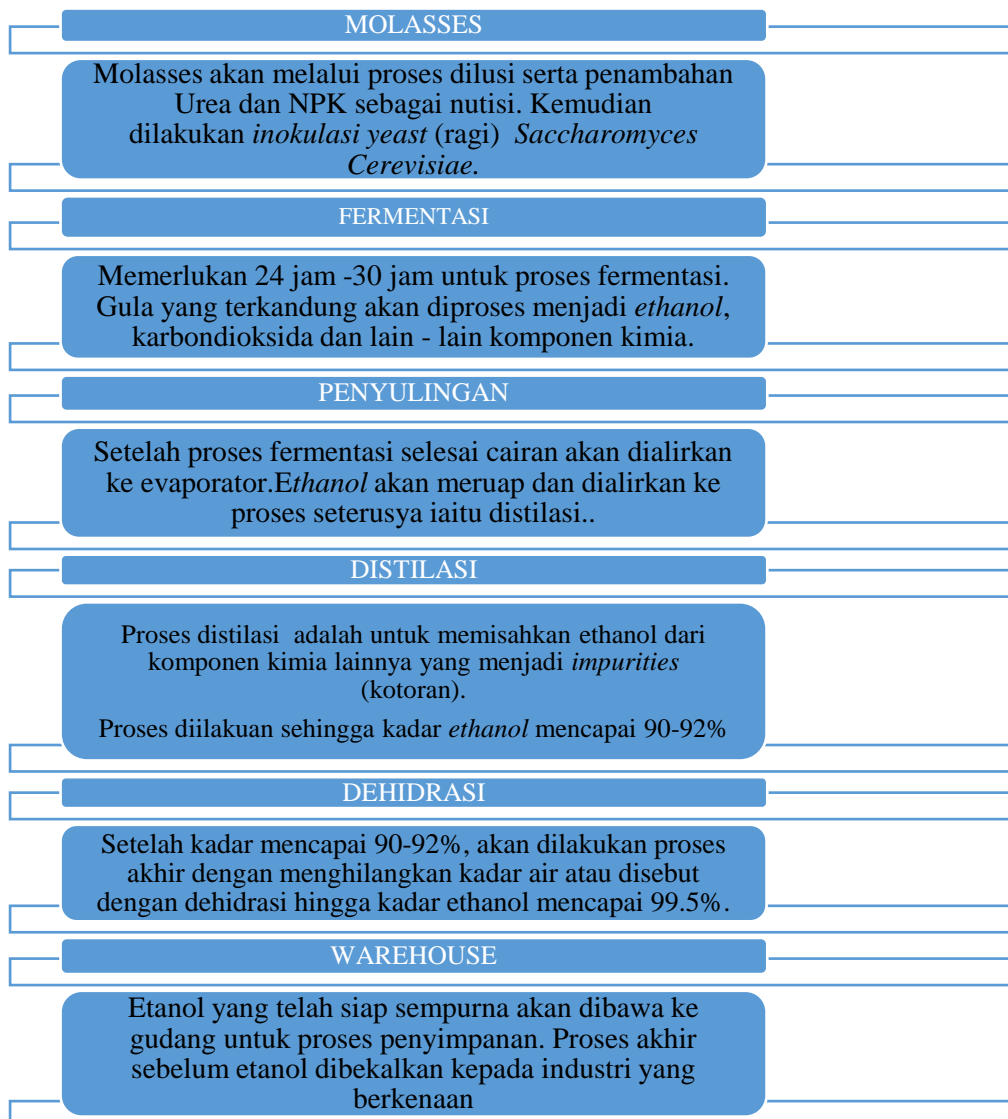 MOLASSES
Molasses akan melalui proses dilusi serta penambahan
Urea dan NPK sebagai nutisi. Kemudian
dilakukan inokulasi yeast (ragi) Saccharomyces
Cerevisiae.
FERMENTASI
Memerlukan 24 jam -30 jam untuk proses fermentasi.
Gula yang terkandung akan diproses menjadi ethanol,
karbondioksida dan lain - lain komponen kimia.
PENYULINGAN
Setelah proses fermentasi selesai cairan akan dialirkan
ke evaporator.Ethanol akan meruap dan dialirkan ke
proses seterusya iaitu distilasi..
DISTILASI
Proses distilasi adalah untuk memisahkan ethanol dari
komponen kimia lainnya yang menjadi impurities
(kotoran).
Proses diilakuan sehingga kadar ethanol mencapai 90-92%
DEHIDRASI
Setelah kadar mencapai 90-92%, akan dilakukan proses
akhir dengan menghilangkan kadar air atau disebut
dengan dehidrasi hingga kadar ethanol mencapai 99.5%.
WAREHOUSE
Etanol yang telah siap sempurna akan dibawa ke
gudang untuk proses penyimpanan. Proses akhir
sebelum etanol dibekalkan kepada industri yang
berkenaan